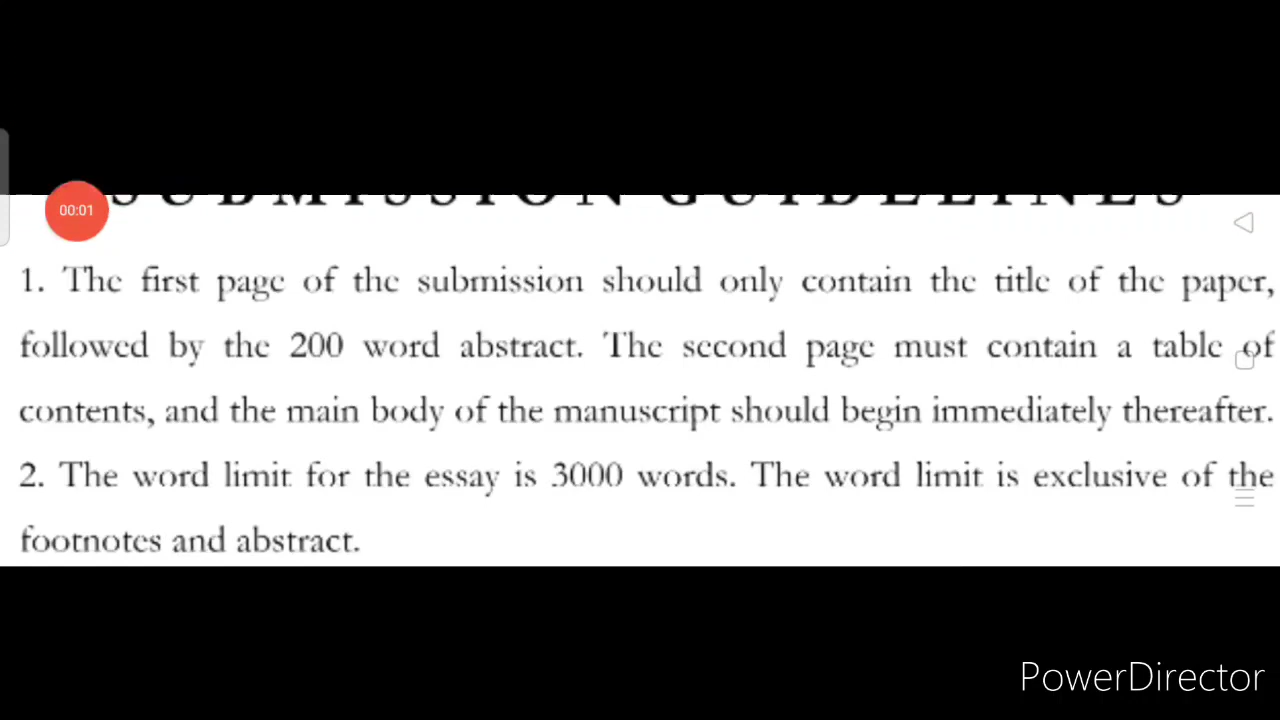 SUBMISSION GUIDELINES
00:01
1. The first page of the submission should only contain the title of the paper,
followed by the 200 word abstract. The second page must contain a table of
contents, and the main body of the manuscript should begin immediately thereafter.
2. The word limit for the essay is 3000 words. The word limit is exclusive of the
footnotes and abstract.
PowerDirector